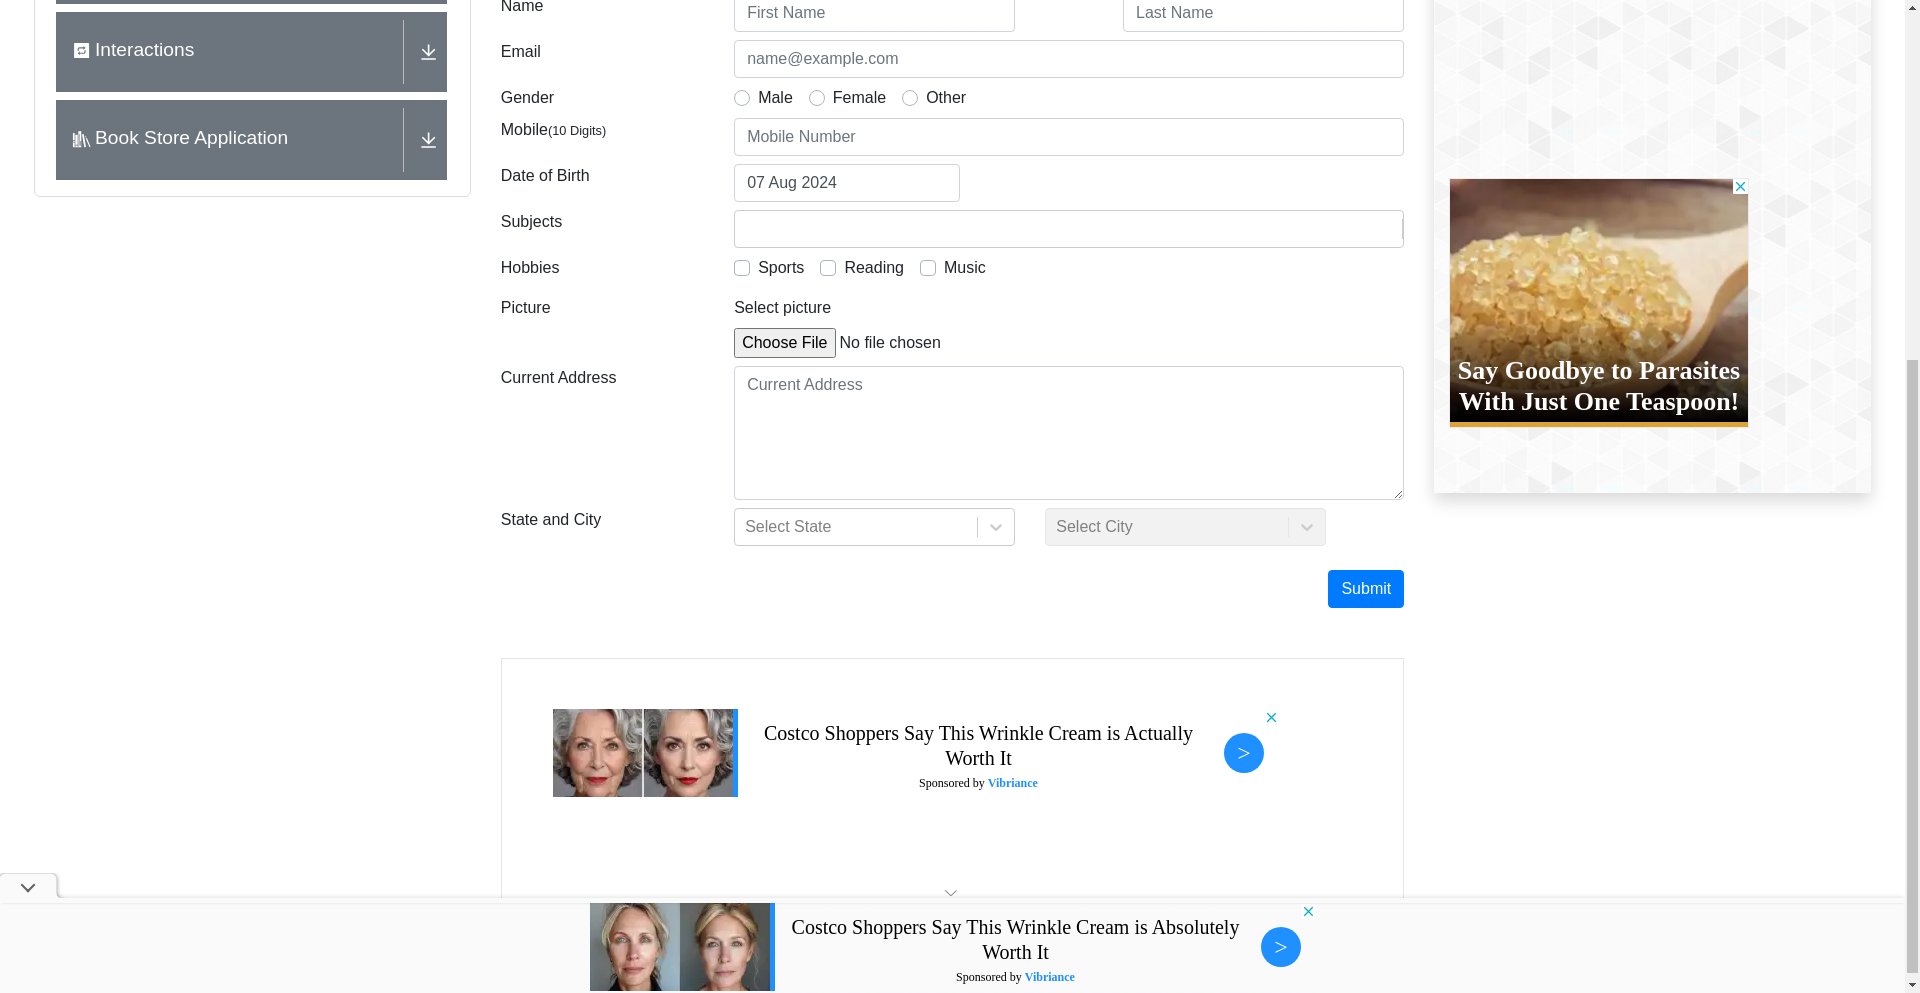 Interactions
Book Store Application
Name
First Name
Last Name
Email
name@example.com
Gender
Male
Female
Other
Mobile(10 Digits)
Mobile Number
Date of Birth
07 Aug 2024
Subjects
Hobbies
Sports
Reading
Music
Picture
Select picture
Choose File No file chosen
Current Address
Current Address
State and City
Select State
Select City
Submit
Say Goodbye to Parasites
With Just One Teaspoon!
Costco Shoppers Say This Wrinkle Cream is Actually
Worth It
Sponsored by Vibriance
>
Costco Shoppers Say This Wrinkle Cream is Absolutely
Worth It
Sponsored by Vibriance
>